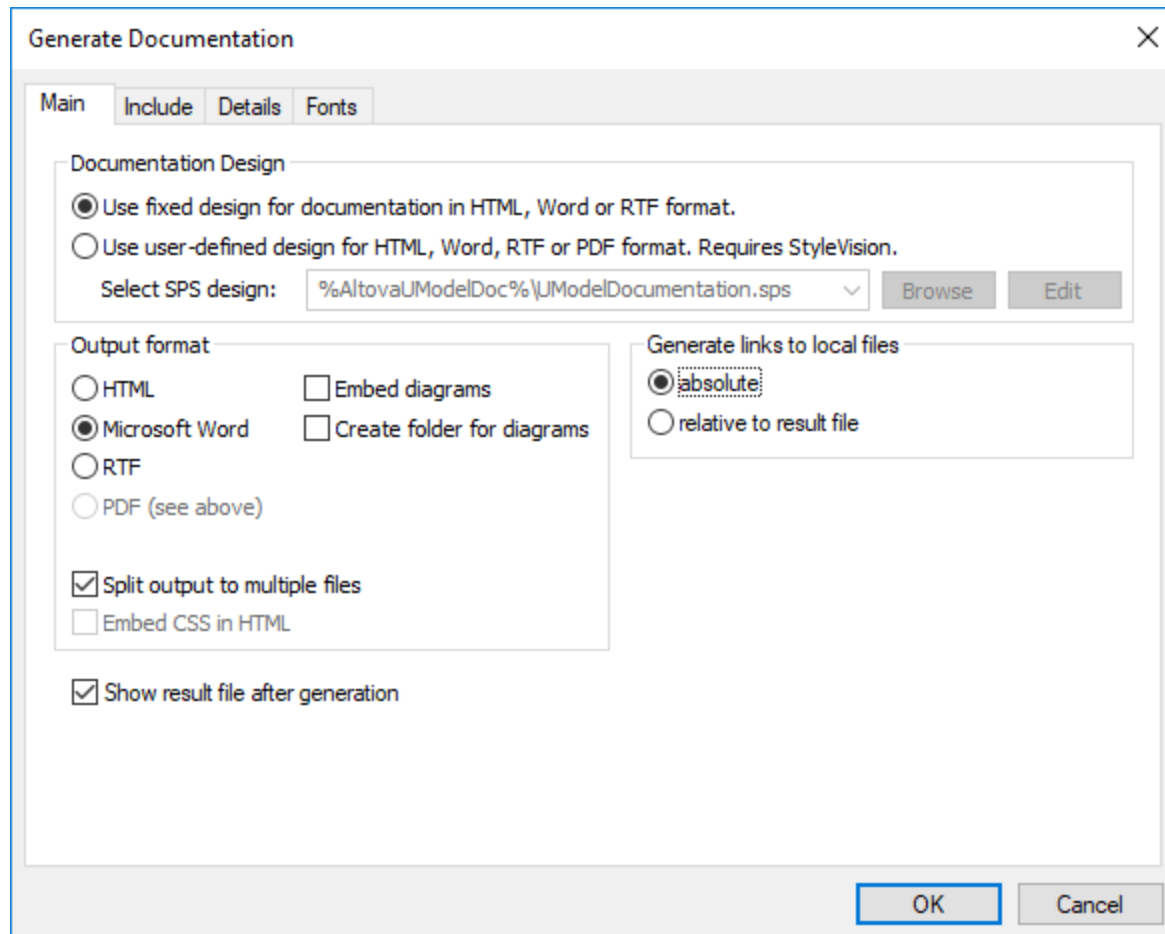 Generate Documentation
Main Include Details Fonts
Documentation Design
Use fixed design for documentation in HTML, Word or RTF format.
Use user-defined design for HTML, Word, RTF or PDF format. Requires StyleVision.
Select SPS design: %AltovaUModelDoc%\UModelDocumentation.sps Browse Edit
Output format
HTML Embed diagrams
Microsoft Word Create folder for diagrams
RTF
PDF (see above)
Split output to multiple files
Embed CSS in HTML
Generate links to local files
absolute
relative to result file
Show result file after generation
OK Cancel